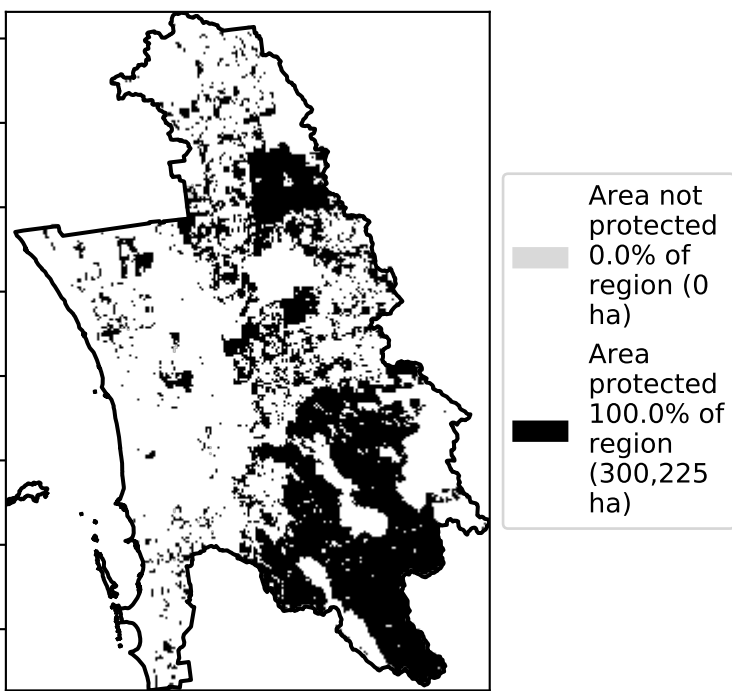 Area not
protected
0.0% of
region (0
ha)
Area
protected
100.0% of
region
(300,225
ha)